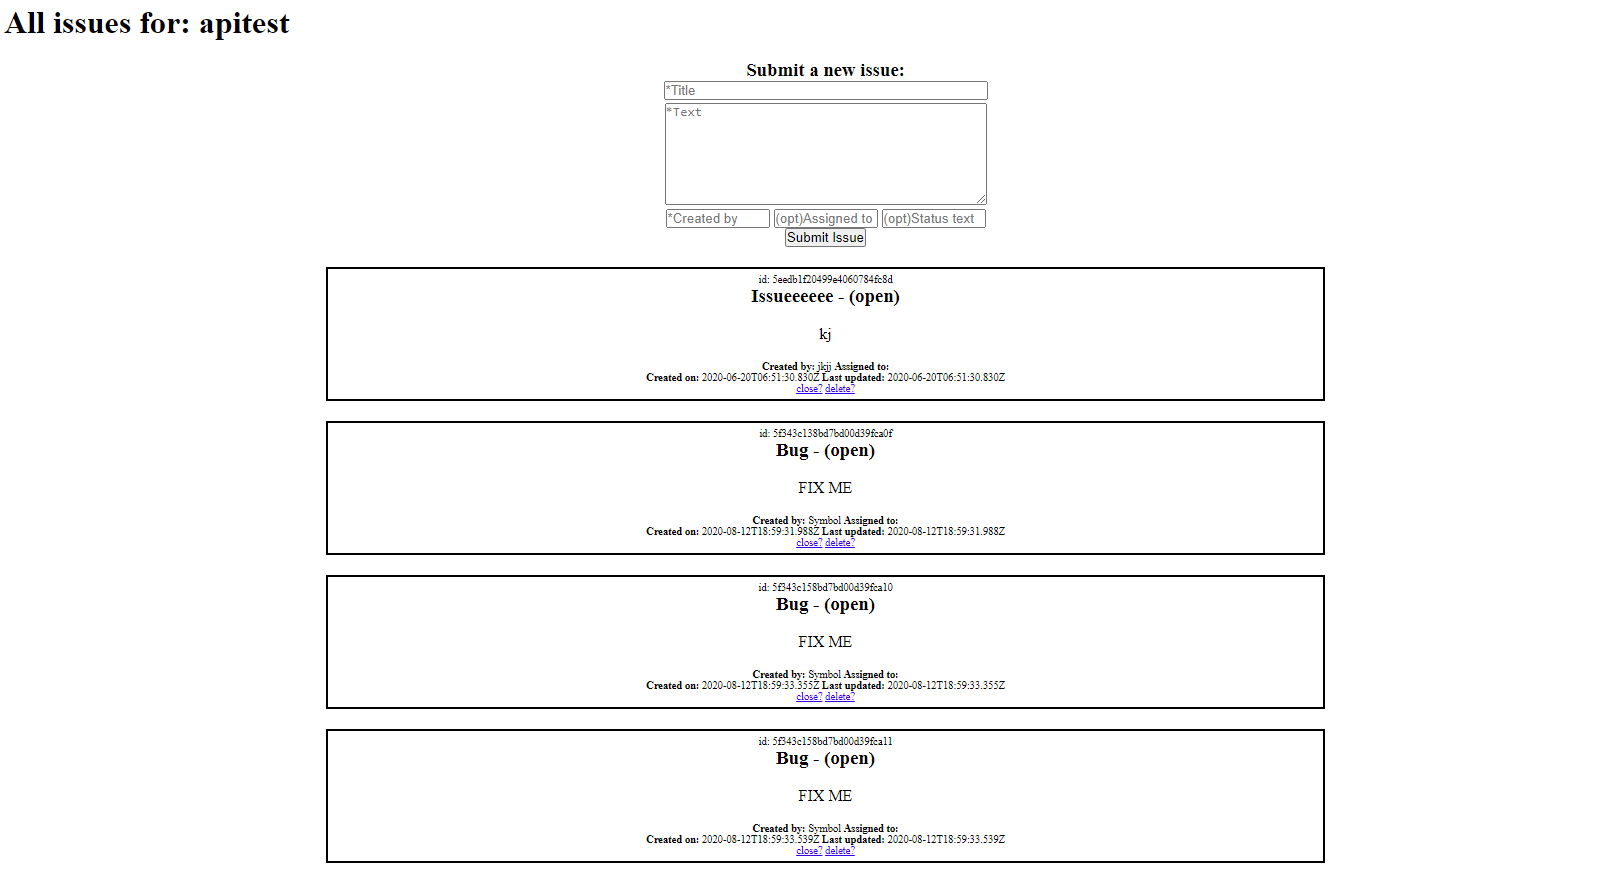 All issues for: apitest
Submit a new issue:
*Title
*Text
*Created by (opt)Assigned to (opt)Status text
Submit Issue
id: 5eedb1f20499e4060784fc8d
Issueeeeee - (open)
kj
Created by: jkjj Assigned to:
Created on: 2020-06-20T06:51:30.830Z Last updated: 2020-06-20T06:51:30.830Z
close? delete?
id: 5f343c138bd7bd00d39fca0f
Bug - (open)
FIX ME
Created by: Symbol Assigned to:
Created on: 2020-08-12T18:59:31.988Z Last updated: 2020-08-12T18:59:31.988Z
close? delete?
id: 5f343c158bd7bd00d39fca10
Bug - (open)
FIX ME
Created by: Symbol Assigned to:
Created on: 2020-08-12T18:59:33.355Z Last updated: 2020-08-12T18:59:33.355Z
close? delete?
id: 5f343c158bd7bd00d39fca11
Bug - (open)
FIX ME
Created by: Symbol Assigned to:
Created on: 2020-08-12T18:59:33.539Z Last updated: 2020-08-12T18:59:33.539Z
close? delete?